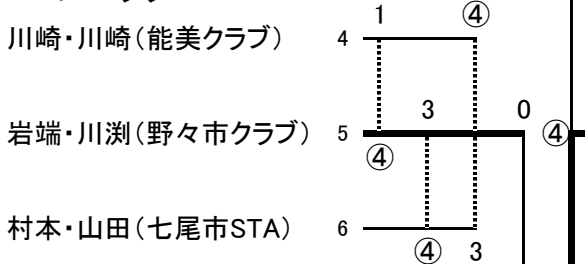 1 ④
川崎・川崎（能美クラブ） 4
3 0 ④
岩端・川渕（野々市クラブ） 5
④
村本・山田（七尾市STA） 6
④ 3